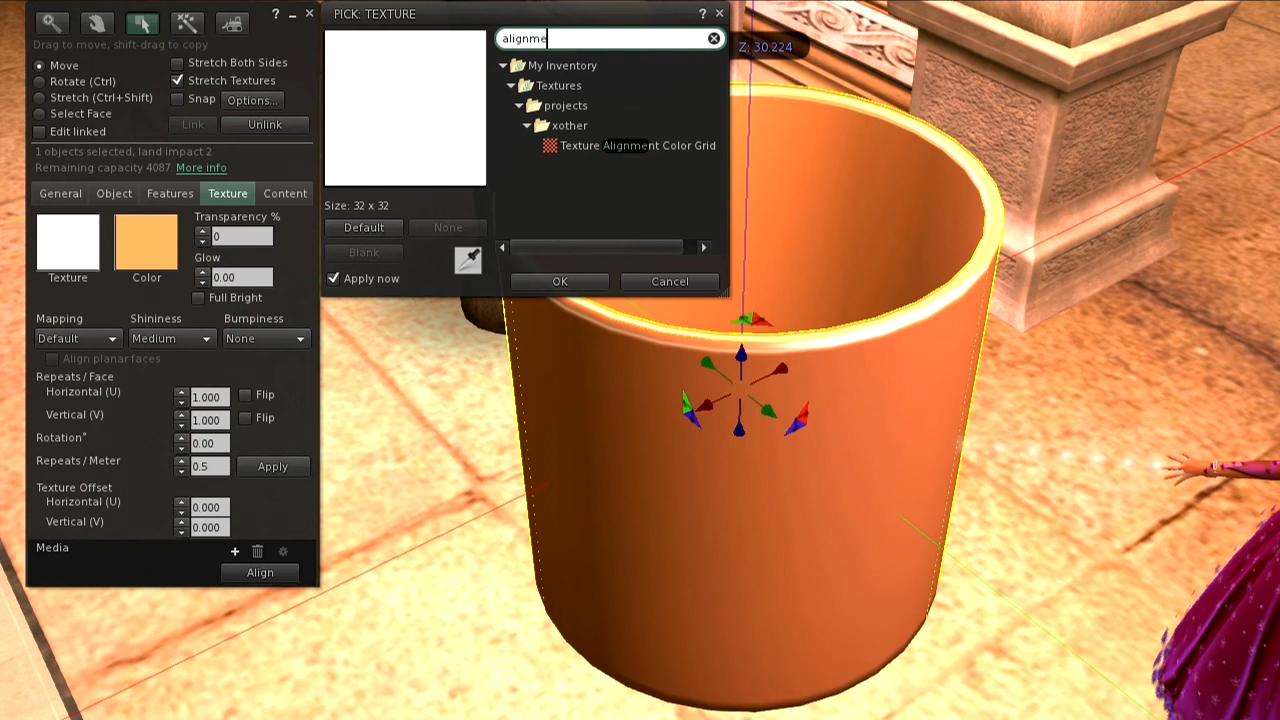 ? _ ×
PICK: TEXTURE ? ×
Drag to move, shift-drag to copy
Move
Rotate (Ctrl)
Stretch (Ctrl+Shift)
Select Face
Edit linked
Stretch Both Sides
Stretch Textures
Snap Options...
Link Unlink
1 objects selected, land impact 2
Remaining capacity 4087 More info
General Object Features Texture Content
Texture
Color
Transparency %
0
Glow
0.00
Full Bright
Mapping Shininess Bumpiness
Default Medium None
Align planar faces
Repeats / Face
Horizontal (U) 1.000 Flip
Vertical (V) 1.000 Flip
Rotation° 0.00
Repeats / Meter 0.5 Apply
Texture Offset
Horizontal (U) 0.000
Vertical (V) 0.000
Media
Align
alignme
My Inventory
Textures
projects
xother
Texture Alignment Color Grid
Size: 32 x 32
Default None
Blank
Apply now
OK Cancel
Z: 30.224